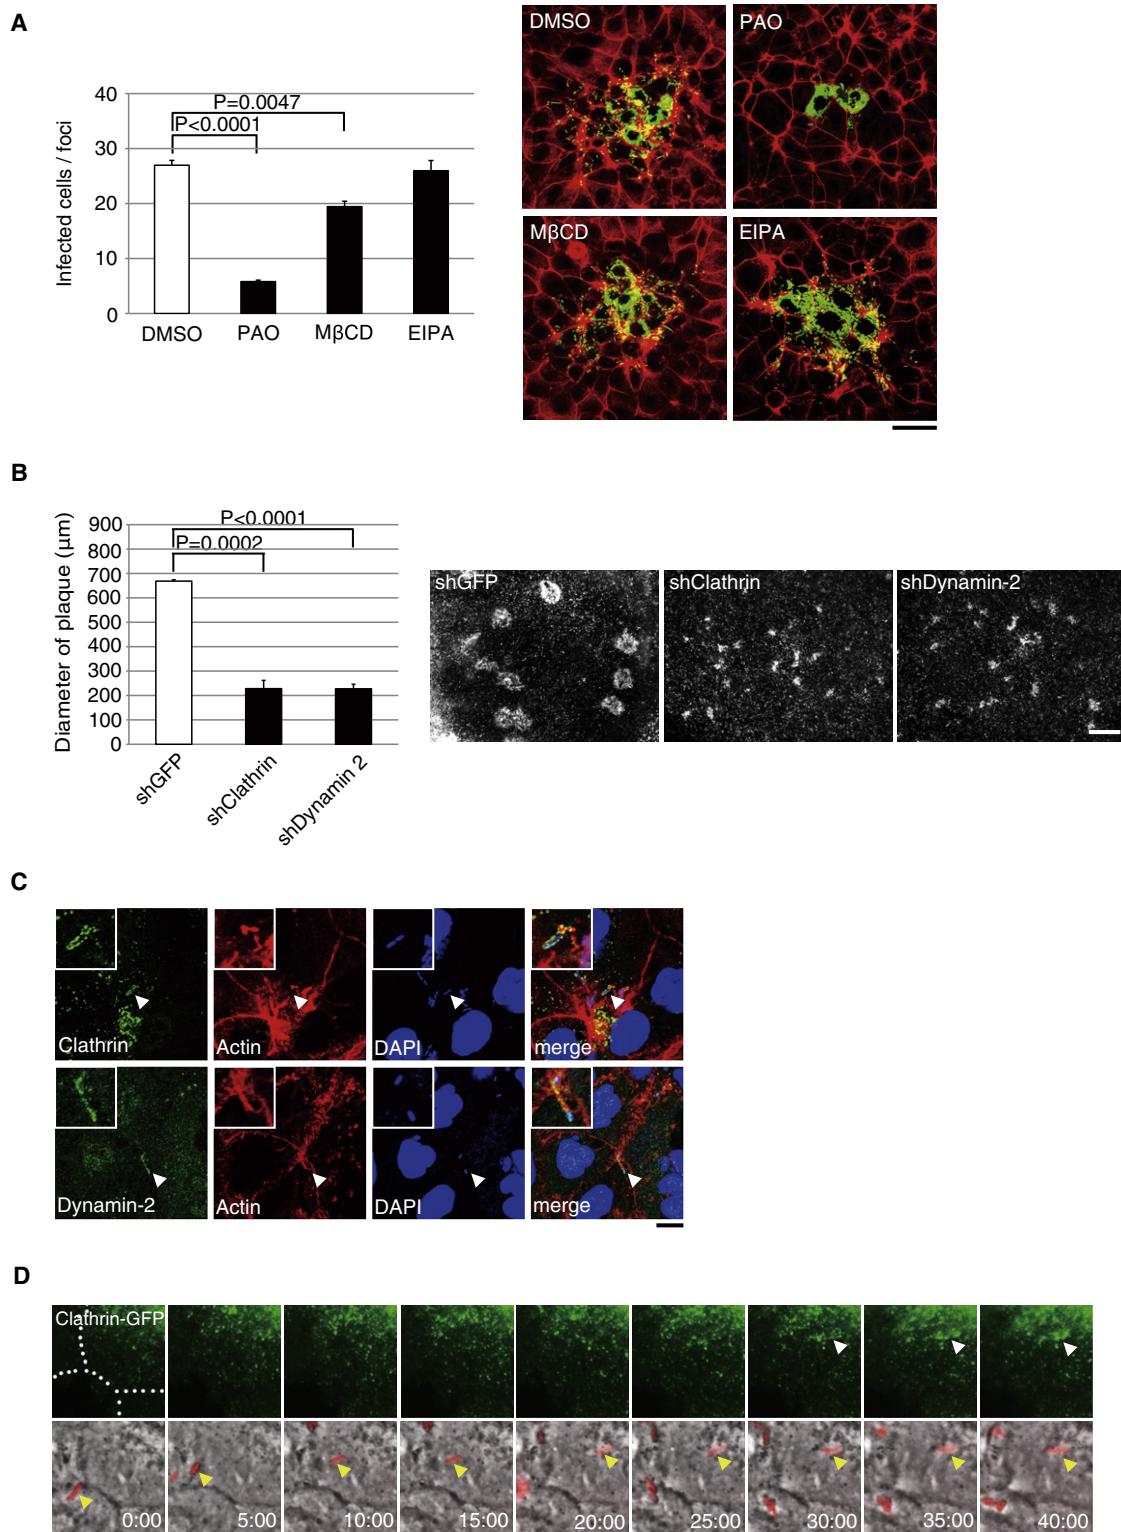 A
DMSO
PAO
40
P=0.0047
P<0.0001
30
20
10
0
Infected cells / foci
DMSO
PAO
MβCD
EIPA
MβCD
EIPA
B
P<0.0001
900
P=0.0002
800
700
600
500
400
300
200
100
0
Diameter of plaque (μm)
shGFP
shClathrin
shDynamin 2
shGFP
shClathrin
shDynamin-2
C
Clathrin
Actin
DAPI
merge
Dynamin-2
Actin
DAPI
merge
D
Clathrin-GFP
0:00
5:00
10:00
15:00
20:00
25:00
30:00
35:00
40:00